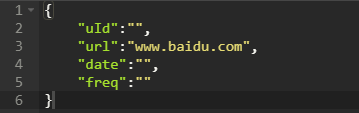 1 {
2 "uId":"",
3 "url":"www.baidu.com",
4 "date":"",
5 "freq":""
6 }